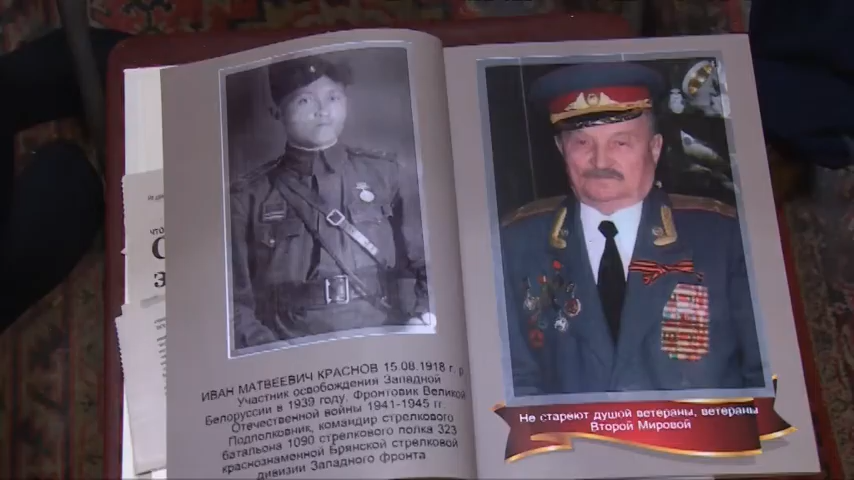 ИВАН МАТВЕЕВИЧ КРАСНОВ 15.08.1918 г. р
Участник освобождения Западной
Белоруссии в 1939 году, Фронтовик Великой
Отечественной войны 1941-1945 гг.
Подполковник, командир стрелкового
батальона 1090 стрелкового полка 323
краснознаменной Брянской стрелковой
дивизии Западного фронта
Не стареют душой ветераны, ветераны
Второй Мировой